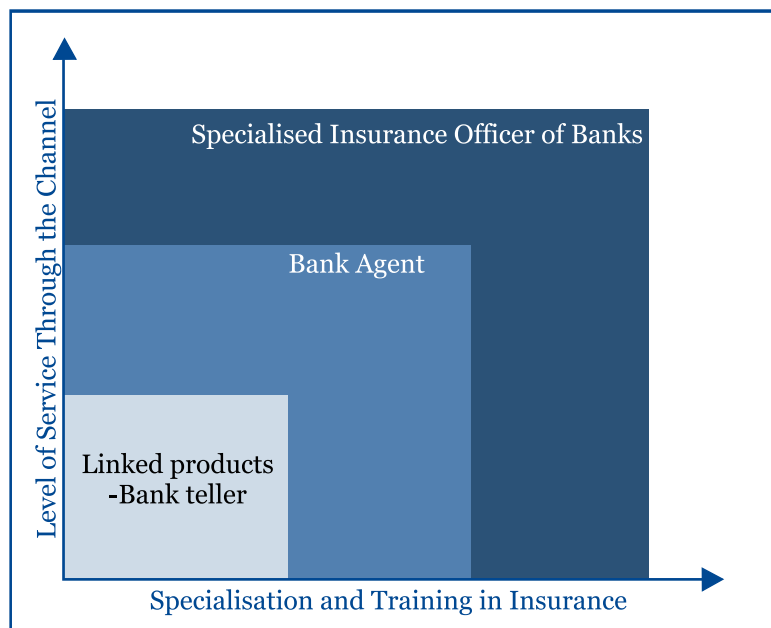 Level of Service Through the Channel
Specialised Insurance Officer of Banks
Bank Agent
Linked products
-Bank teller
Specialisation and Training in Insurance